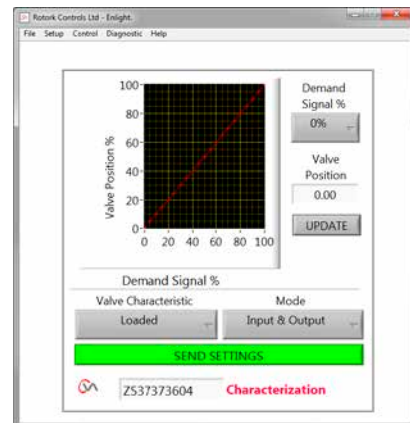 Rotork Controls Ltd - Enlight.
File Setup Control Diagnostic Help
100
80
60
40
20
0
Valve Position %
0 20 40 60 80 100
Demand Signal %
Demand
Signal %
0%
Valve
Position
0.00
UPDATE
Valve Characteristic
Loaded
Mode
Input & Output
SEND SETTINGS
ZS37373604
Characterization